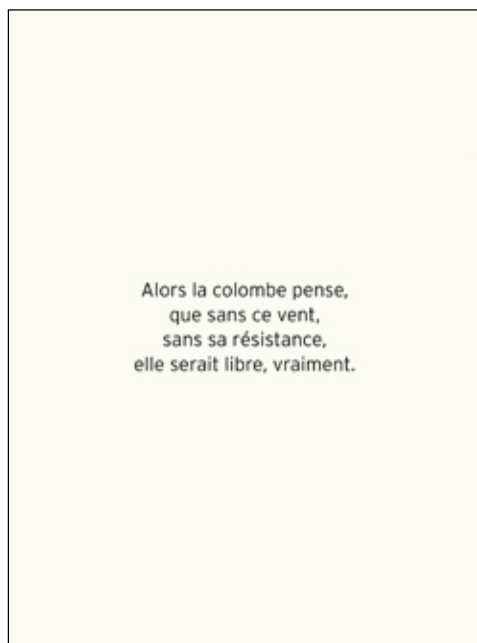 Alors la colombe pense,
que sans ce vent,
sans sa résistance,
elle serait libre, vraiment.